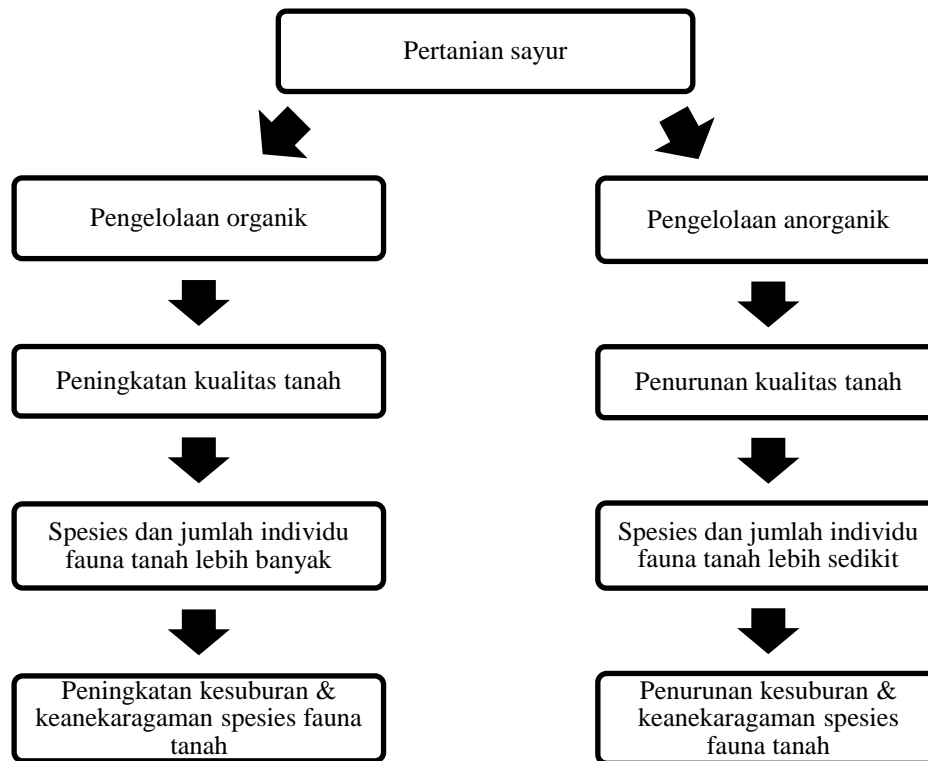 Pertanian sayur
Pengelolaan organik
Pengelolaan anorganik
Peningkatan kualitas tanah
Penurunan kualitas tanah
Spesies dan jumlah individu
fauna tanah lebih banyak
Spesies dan jumlah individu
fauna tanah lebih sedikit
Peningkatan kesuburan &
keanekaragaman spesies fauna
tanah
Penurunan kesuburan &
keanekaragaman spesies
fauna tanah